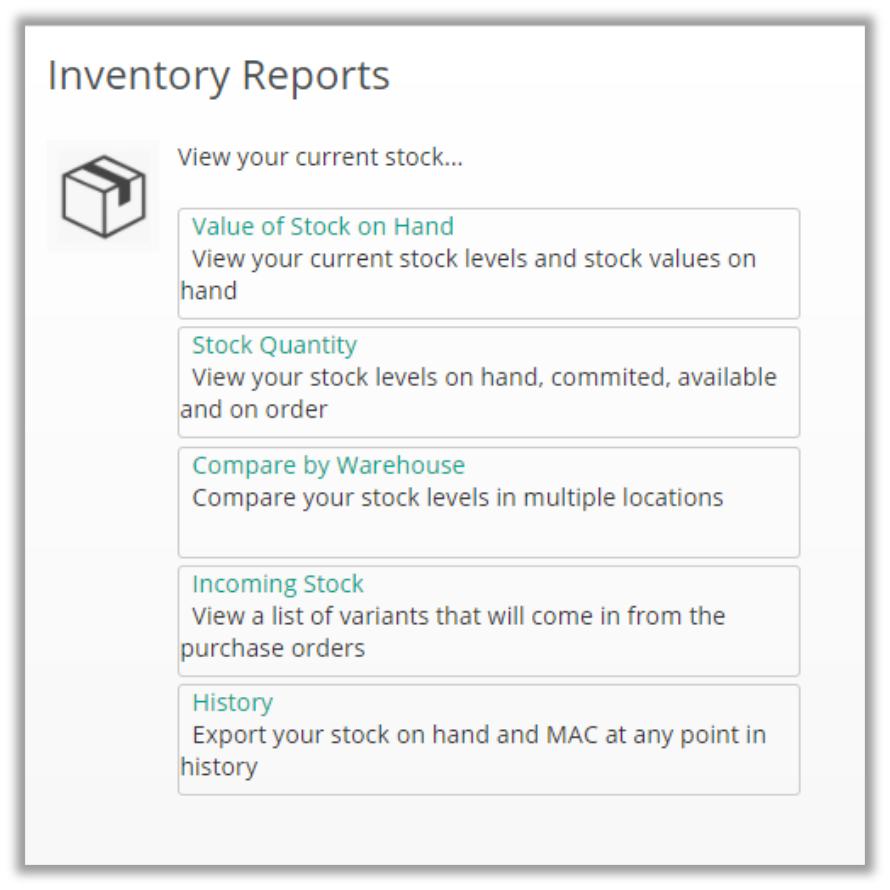 Inventory Reports
View your current stock...
Value of Stock on Hand
View your current stock levels and stock values on
hand
Stock Quantity
View your stock levels on hand, commited, available
and on order
Compare by Warehouse
Compare your stock levels in multiple locations
Incoming Stock
View a list of variants that will come in from the
purchase orders
History
Export your stock on hand and MAC at any point in
history